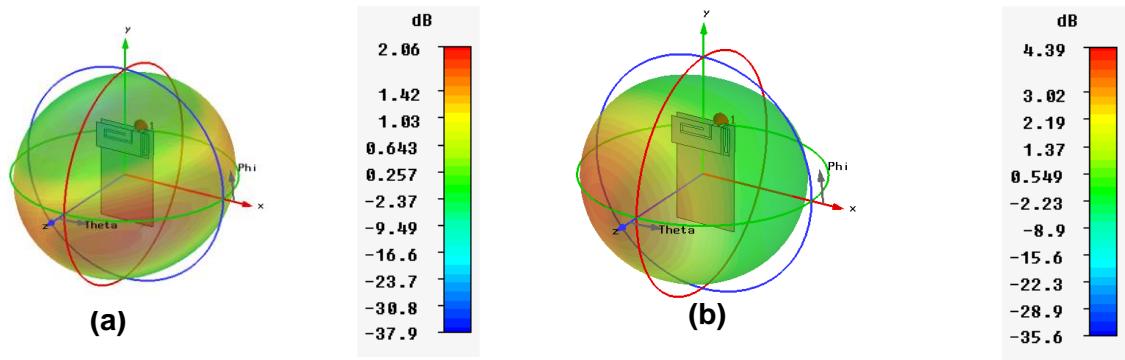 y
Phi
x
z
Theta
1
(a)
dB
2.06
1.42
1.03
0.643
0.257
-2.37
-9.49
-16.6
-23.7
-30.8
-37.9
y
Phi
x
z
Theta
1
(b)
dB
4.39
3.02
2.19
1.37
0.549
-2.23
-8.9
-15.6
-22.3
-28.9
-35.6